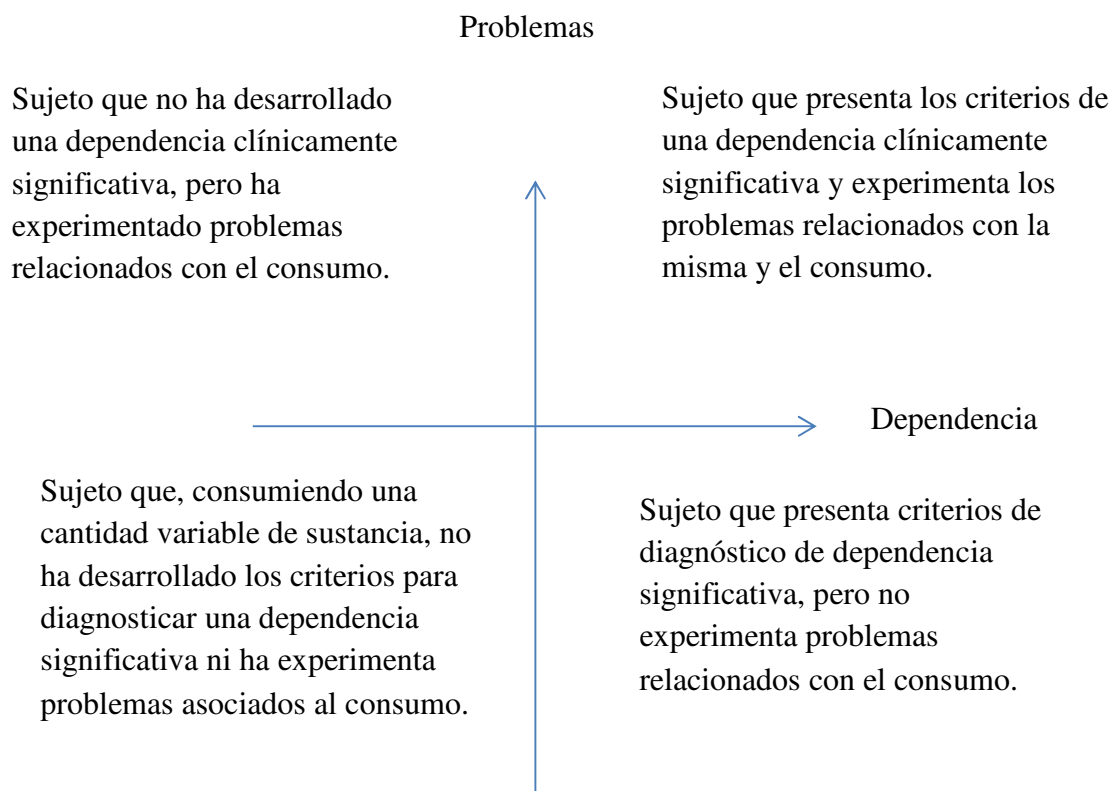 Problemas
Sujeto que no ha desarrollado
una dependencia clínicamente
significativa, pero ha
experimentado problemas
relacionados con el consumo.
Sujeto que presenta los criterios de
una dependencia clínicamente
significativa y experimenta los
problemas relacionados con la
misma y el consumo.
Dependencia
Sujeto que, consumiendo una
cantidad variable de sustancia, no
ha desarrollado los criterios para
diagnosticar una dependencia
significativa ni ha experimenta
problemas asociados al consumo.
Sujeto que presenta criterios de
diagnóstico de dependencia
significativa, pero no
experimenta problemas
relacionados con el consumo.